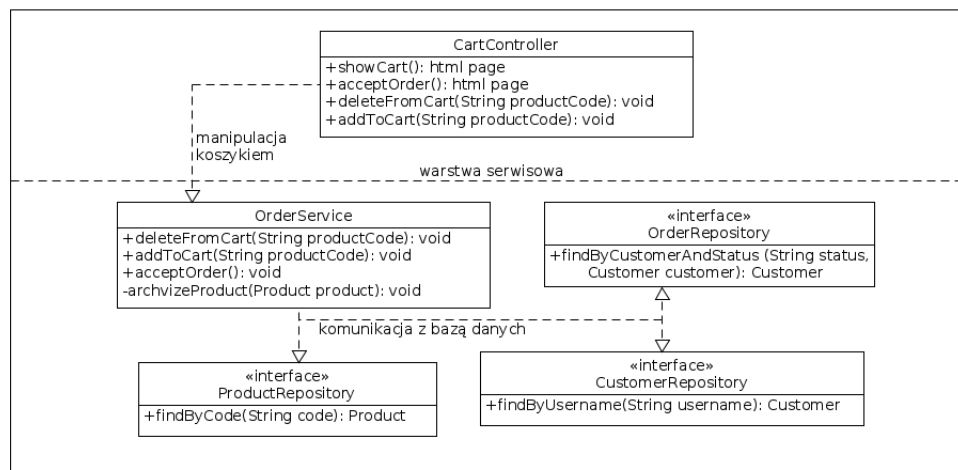 CartController
+showCart(): html page
+acceptOrder(): html page
+deleteFromCart(String productCode): void
+addToCart(String productCode): void
manipulacja
koszykiem
warstwa serwisowa
OrderService
+deleteFromCart(String productCode): void
+addToCart(String productCode): void
+acceptOrder(): void
-archvizeProduct(Product product): void
«interface»
OrderRepository
+findByCustomerAndStatus (String status,
Customer customer): Customer
komunikacja z bazą danych
«interface»
ProductRepository
+findByCode(String code): Product
«interface»
CustomerRepository
+findByUsername(String username): Customer